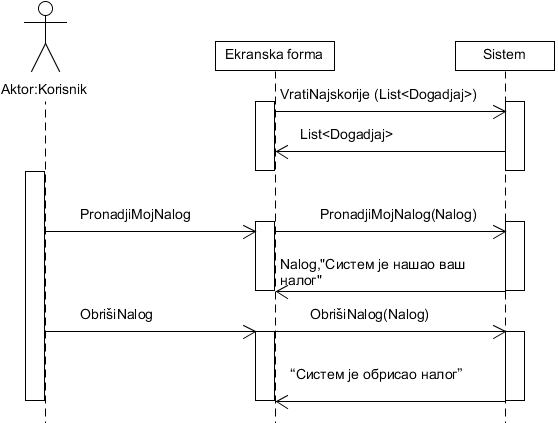 Ekranska forma
Sistem
Aktor:Korisnik
VratiNajskorije (List<Dogadjaj>)
List<Dogadjaj>
PronadjiMojNalog
PronadjiMojNalog(Nalog)
Nalog,"Систем је нашао ваш
налог"
ObrišiNalog
ObrišiNalog(Nalog)
“Систем је обрисао налог”